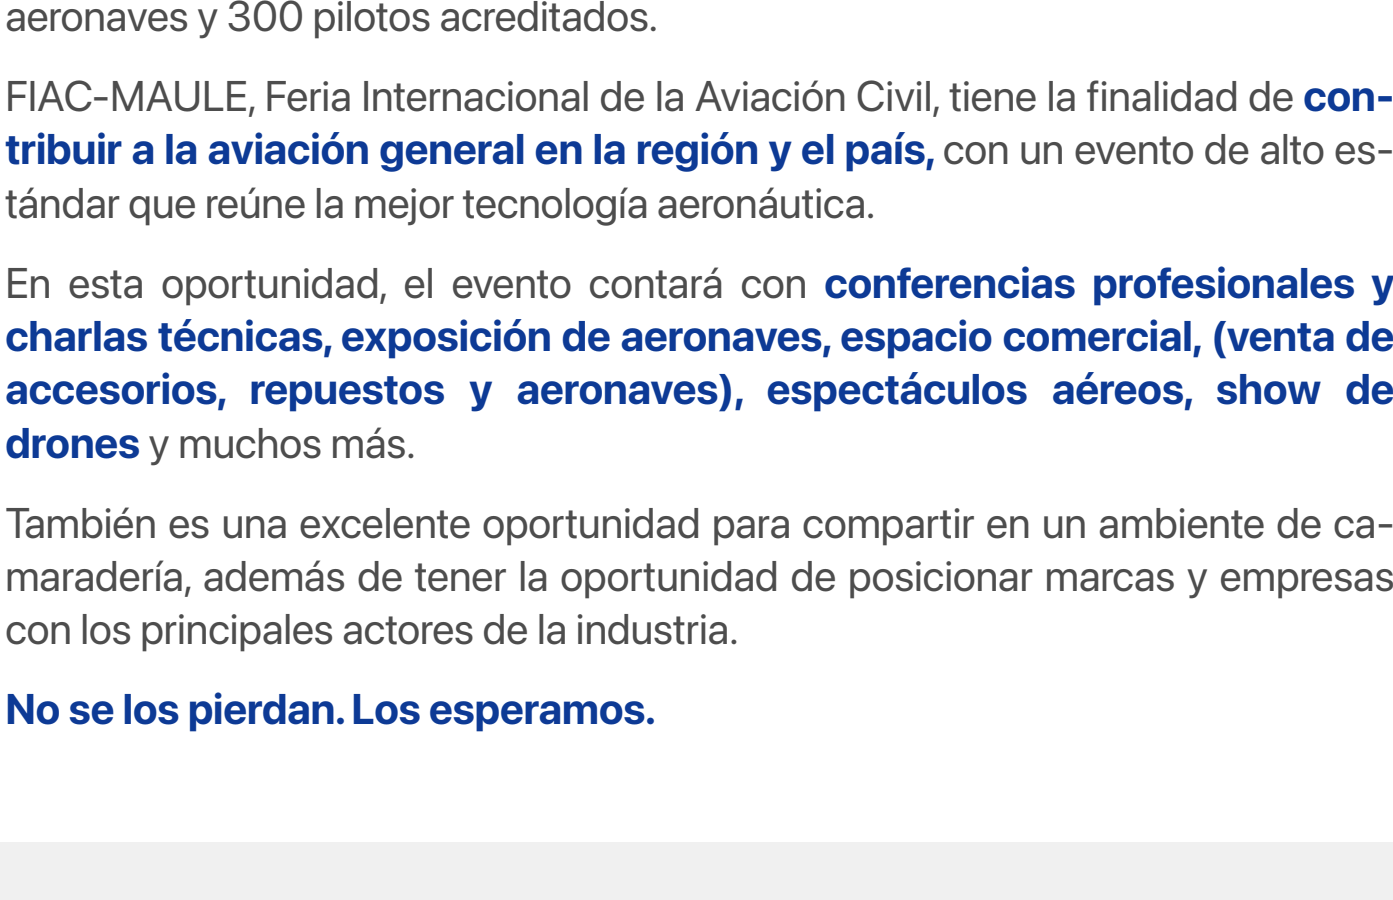 aeronaves y 300 pilotos acreditados.
FIAC-MAULE, Feria Internacional de la Aviación Civil, tiene la finalidad de con-
tribuir a la aviación general en la región y el país, con un evento de alto es-
tándar que reúne la mejor tecnología aeronáutica.
En esta oportunidad, el evento contará con conferencias profesionales y
charlas técnicas, exposición de aeronaves, espacio comercial, (venta de
accesorios, repuestos y aeronaves), espectáculos aéreos, show de
drones y muchos más.
También es una excelente oportunidad para compartir en un ambiente de ca-
maradería, además de tener la oportunidad de posicionar marcas y empresas
con los principales actores de la industria.
No se los pierdan. Los esperamos.